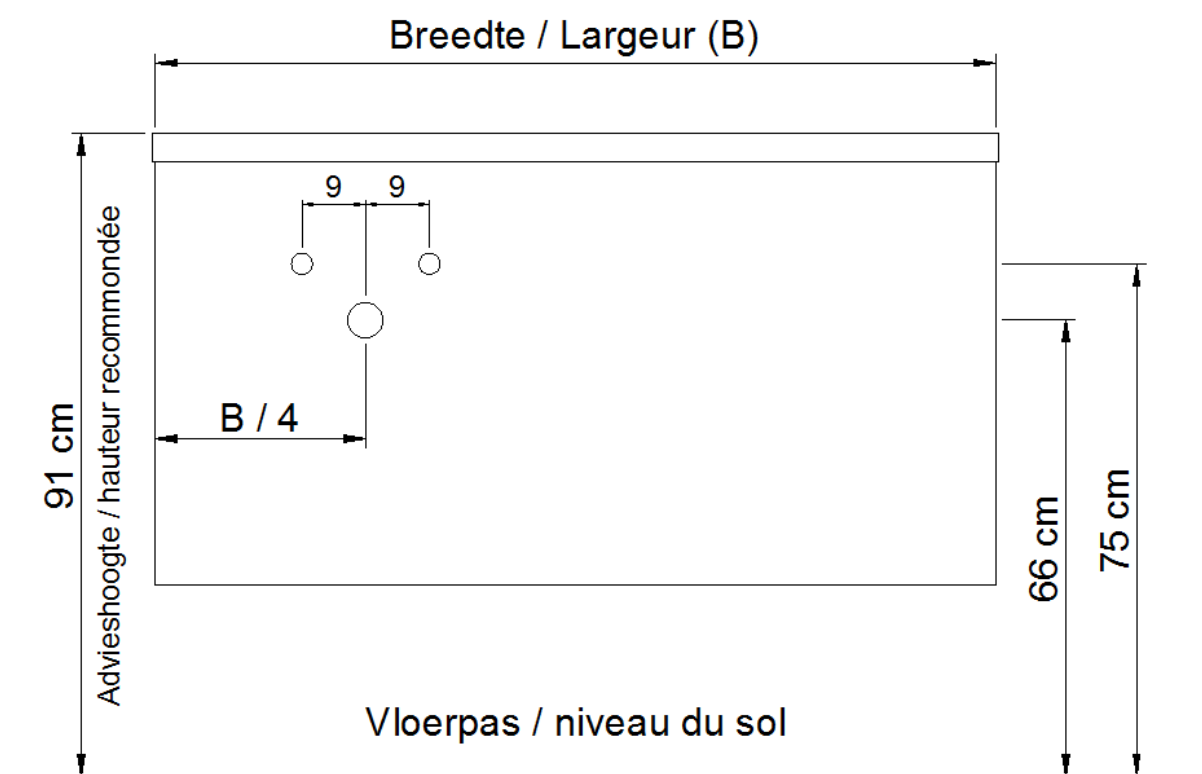 Breedte / Largeur (B)
9
9
B / 4
91 cm
Advieshoogte / hauteur recommondée
66 cm
75 cm
Vloerpas / niveau du sol